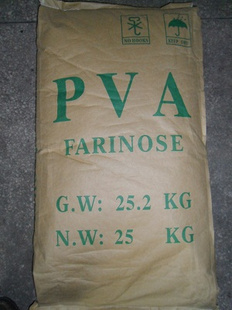 PVA
FARINOSE
G.W: 25.2 KG
N.W: 25 KG